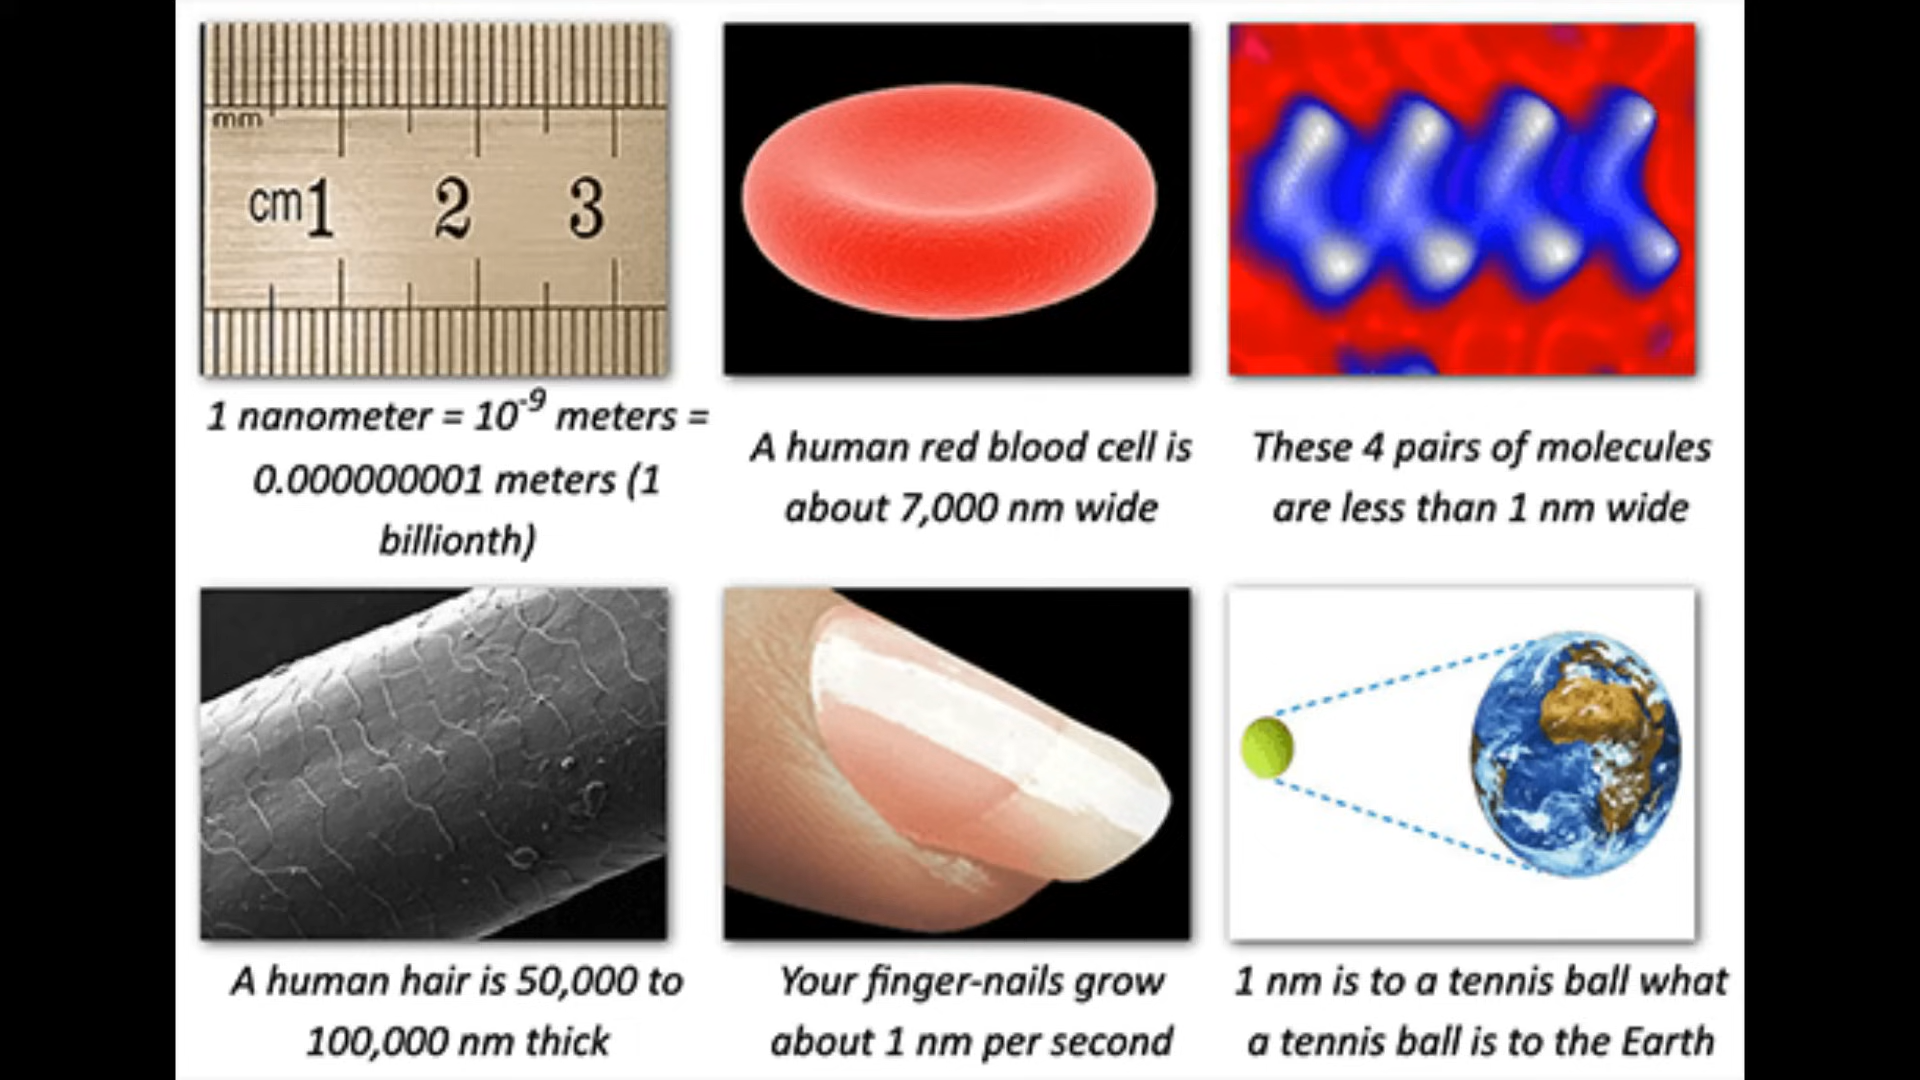 mm
cm 1 2 3
1 nanometer = 10⁻⁹ meters =
0.000000001 meters (1
billionth)
A human red blood cell is
about 7,000 nm wide
These 4 pairs of molecules
are less than 1 nm wide
A human hair is 50,000 to
100,000 nm thick
Your finger-nails grow
about 1 nm per second
1 nm is to a tennis ball what
a tennis ball is to the Earth